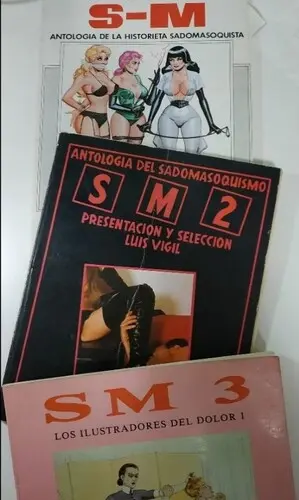 S-M
ANTOLOGIA DE LA HISTORIETA SADOMASOQUISTA
ANTOLOGIA DEL SADOMASOQUISMO
S M 2
PRESENTACION Y SELECCION
LUIS VIGIL
SM 3
LOS ILUSTRADORES DEL DOLOR 1